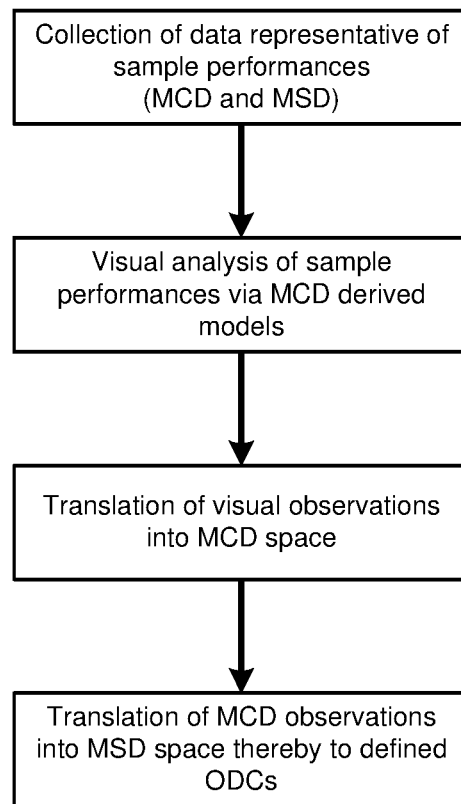 Collection of data representative of
sample performances
(MCD and MSD)
Visual analysis of sample
performances via MCD derived
models
Translation of visual observations
into MCD space
Translation of MCD observations
into MSD space thereby to defined
ODCs